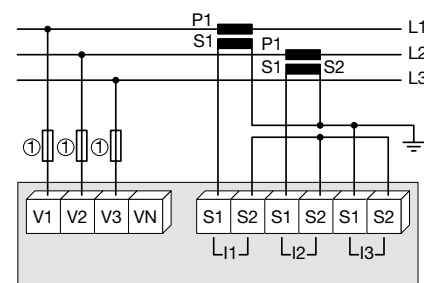 P1
L1
S1
P1
L2
S1 S2
L3
① ① ①
V1 V2 V3 VN S1 S2 S1 S2 S1 S2
I1 I2 I3